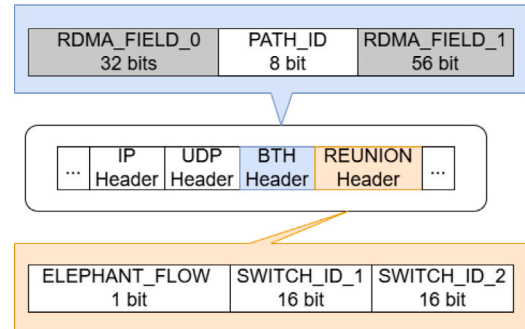 RDMA_FIELD_0 PATH_ID RDMA_FIELD_1
32 bits 8 bit 56 bit
... IP UDP BTH REUNION ...
Header Header Header Header
ELEPHANT_FLOW SWITCH_ID_1 SWITCH_ID_2
1 bit 16 bit 16 bit